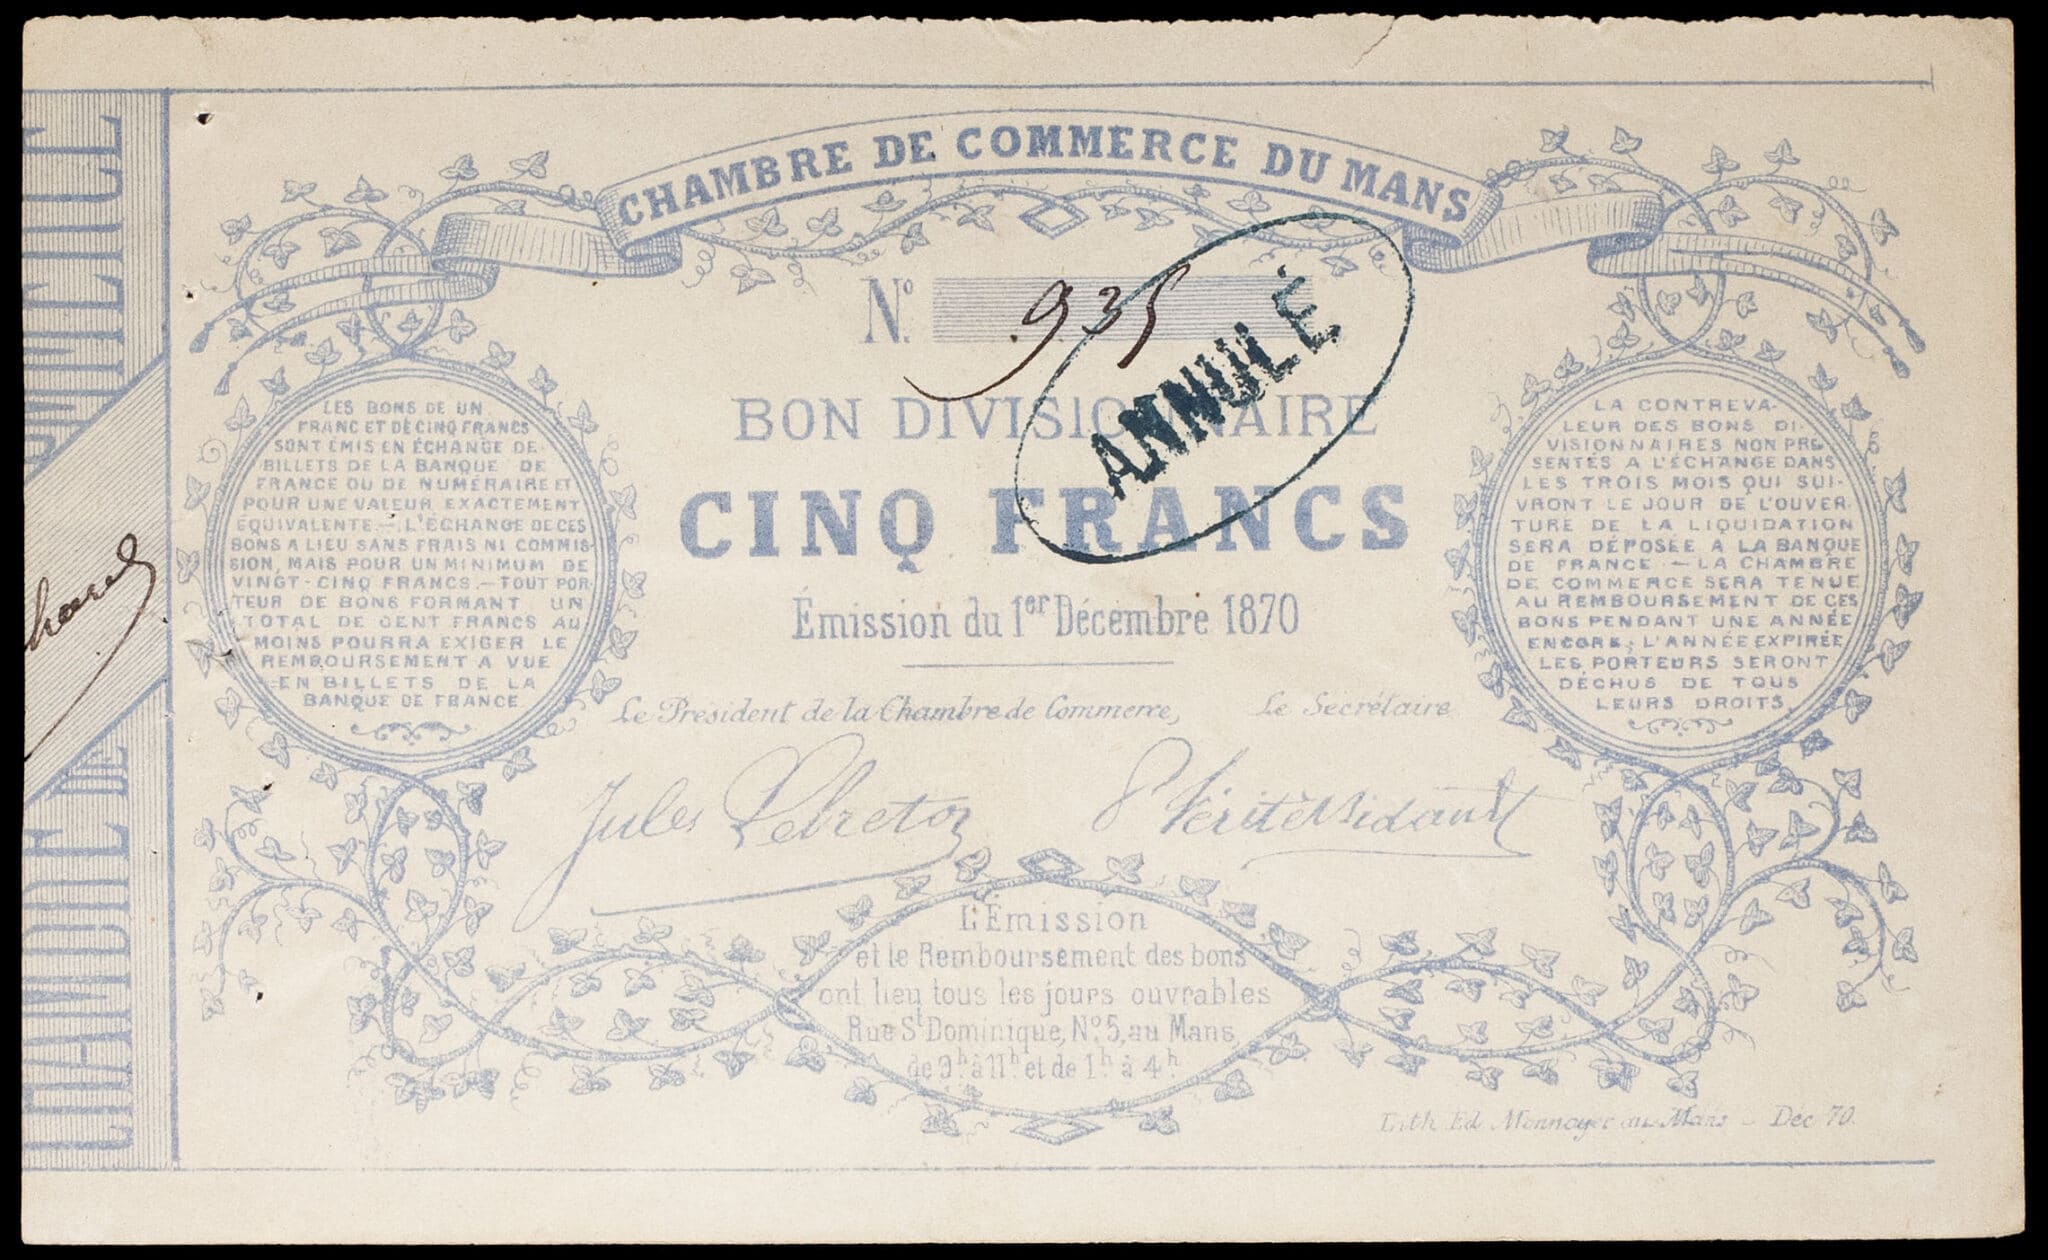 CHAMBRE DE COMMERCE DU MANS
No. 935
ANNULÉ
BON DIVISIONNAIRE
CINQ FRANCS
Émission du 1er Décembre 1870
LES BONS DE UN
FRANC ET DE CINQ FRANCS
SONT ÉMIS EN ÉCHANGE DE
BILLETS DE LA BANQUE DE
FRANCE OU DE NUMÉRAIRE ET
POUR UNE VALEUR EXACTEMENT
ÉQUIVALENTE.—L'ÉCHANGE DE CES
BONS A LIEU SANS FRAIS NI COMMIS-
SION, MAIS POUR UN MINIMUM DE
VINGT-CINQ FRANCS.—TOUT POR-
TEUR DE BONS FORMANT UN
TOTAL DE CENT FRANCS AU
MOINS POURRA EXIGER LE
REMBOURSEMENT A VUE
EN BILLETS DE LA
BANQUE DE FRANCE
LA CONTREVA-
LEUR DES BONS DI-
VISIONNAIRES NON PRÉ-
SENTÉS A L'ÉCHANGE DANS
LES TROIS MOIS QUI SUI-
VRONT LE JOUR DE L'OUVER-
TURE DE LA LIQUIDATION
SERA DÉPOSÉE A LA BANQUE
DE FRANCE.—LA CHAMBRE
DE COMMERCE SERA TENUE
AU REMBOURSEMENT DE CES
BONS PENDANT UNE ANNÉE
ENCORE; L'ANNÉE EXPIRÉE,
LES PORTEURS SERONT
DÉCHUS DE TOUS
LEURS DROITS.
Le Président de la Chambre de Commerce,
Le Secrétaire
Jules Lebreton
P Vérité Bidault
L'Émission
et le Remboursement des bons
ont lieu tous les jours ouvrables
Rue St Dominique, No. 5, au Mans,
de 9h. à 11h. et de 1h. à 4h.
Lith. Ed. Monnoyer au Mans – Déc 70.
CHAMBRE DE